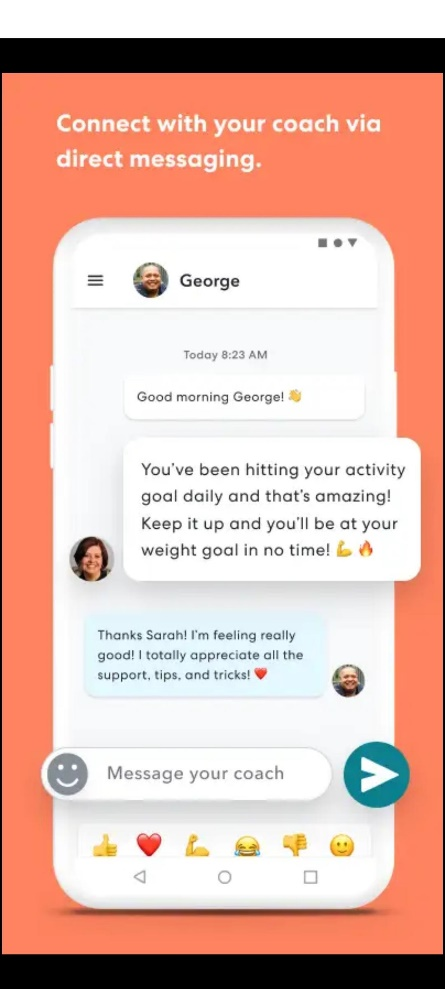 Connect with your coach via
direct messaging.
George
Today 8:23 AM
Good morning George! 👋
You’ve been hitting your activity
goal daily and that’s amazing!
Keep it up and you’ll be at your
weight goal in no time! 💪 🔥
Thanks Sarah! I’m feeling really
good! I totally appreciate all the
support, tips, and tricks! ❤️
Message your coach